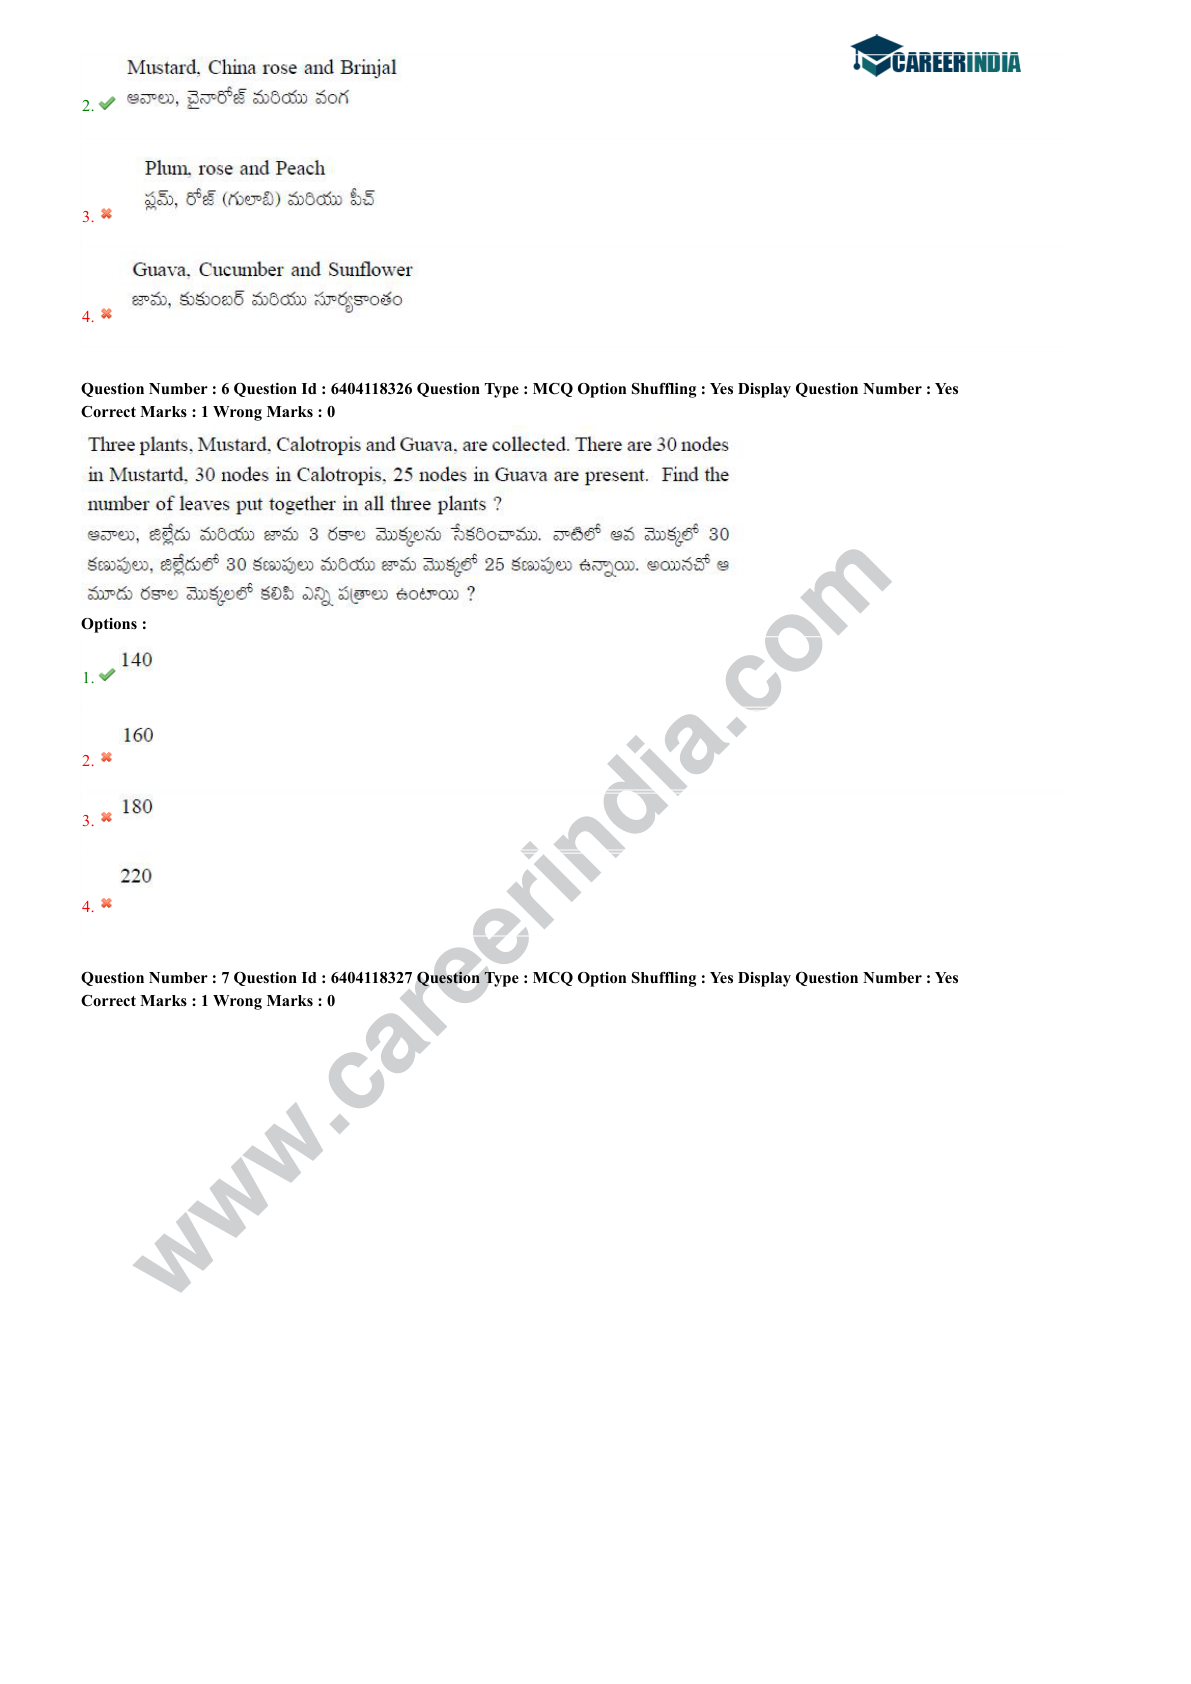 CAREERINDIA
Mustard, China rose and Brinjal
2. ఆవాలు, చైనారోజ్ మరియు వంగ
Plum, rose and Peach
ప్లమ్, రోజ్ (గులాబి) మరియు పీచ్
3.
Guava, Cucumber and Sunflower
జామ, కుకుంబర్ మరియు సూర్యకాంతం
4.
Question Number : 6 Question Id : 6404118326 Question Type : MCQ Option Shuffling : Yes Display Question Number : Yes
Correct Marks : 1 Wrong Marks : 0
Three plants, Mustard, Calotropis and Guava, are collected. There are 30 nodes
in Mustartd, 30 nodes in Calotropis, 25 nodes in Guava are present. Find the
number of leaves put together in all three plants ?
ఆవాలు, జిల్లేడు మరియు జామ 3 రకాల మొక్కలను సేకరించాము. వాటిలో ఆవ మొక్కలో 30
కణుపులు, జిల్లేడులో 30 కణుపులు మరియు జామ మొక్కలో 25 కణుపులు ఉన్నాయి. అయినచో ఆ
మూడు రకాల మొక్కలలో కలిపి ఎన్ని పత్రాలు ఉంటాయి ?
Options :
140
1.
160
2.
180
3.
220
4.
Question Number : 7 Question Id : 6404118327 Question Type : MCQ Option Shuffling : Yes Display Question Number : Yes
Correct Marks : 1 Wrong Marks : 0
www.careerindia.com